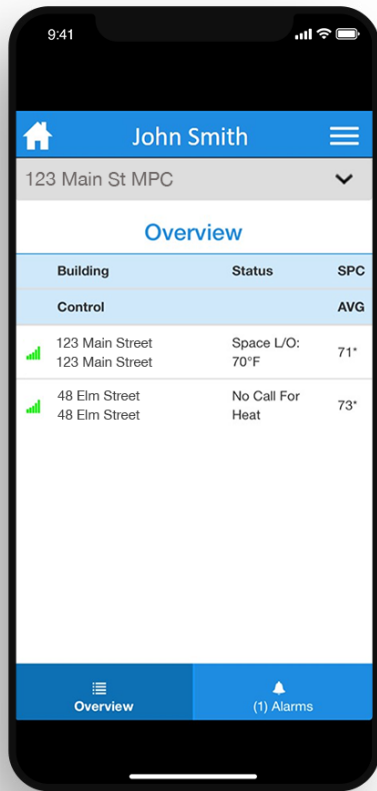 9:41
John Smith
123 Main St MPC
Overview
Building Status SPC
Control AVG
123 Main Street Space L/O: 71*
123 Main Street 70°F
48 Elm Street No Call For 73*
48 Elm Street Heat
Overview (1) Alarms